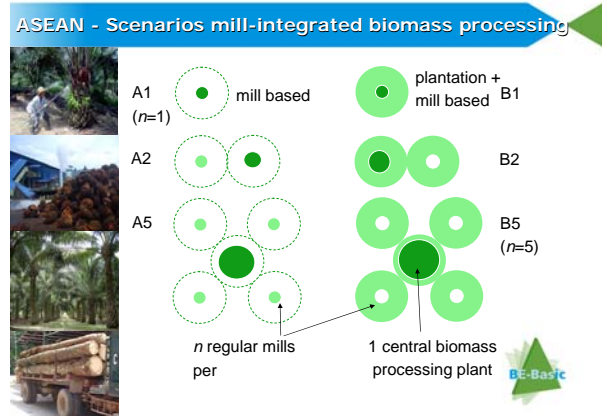 ASEAN - Scenarios mill-integrated biomass processing
A1
(n=1)
mill based
plantation +
mill based
B1
A2
B2
A5
B5
(n=5)
n regular mills
per
1 central biomass
processing plant
BE-Basic